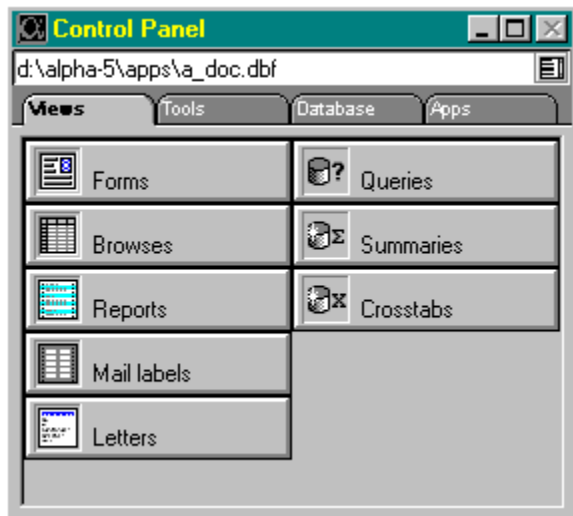 Control Panel
d:\alpha-5\apps\a_doc.dbf
Views Tools Database Apps
Forms Queries
Browses Summaries
Reports Crosstabs
Mail labels
Letters